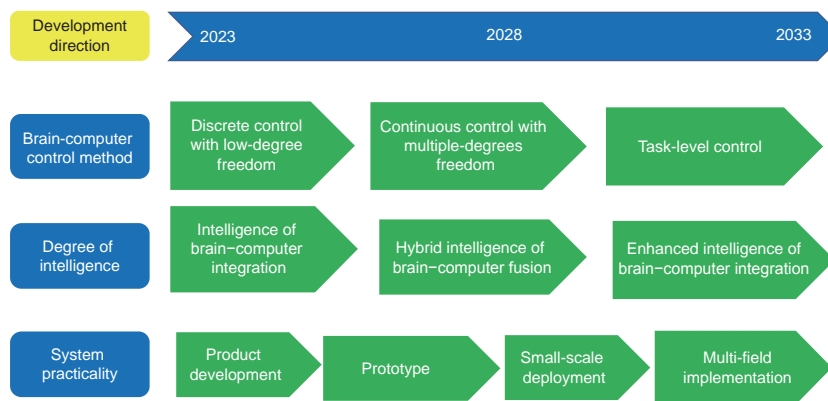 Development
direction
2023
2028
2033
Brain-computer
control method
Discrete control
with low-degree
freedom
Continuous control with
multiple-degrees
freedom
Task-level control
Degree of
intelligence
Intelligence of
brain−computer
integration
Hybrid intelligence of
brain−computer fusion
Enhanced intelligence of
brain−computer integration
System
practicality
Product
development
Prototype
Small-scale
deployment
Multi-field
implementation